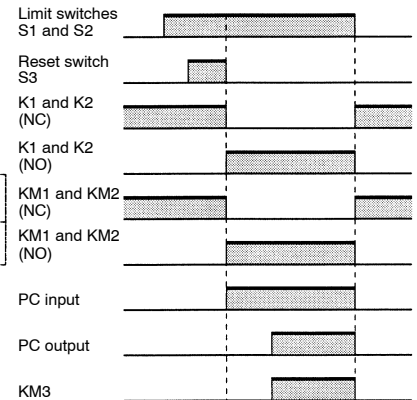 Limit switches
S1 and S2
Reset switch
S3
K1 and K2
(NC)
K1 and K2
(NO)
KM1 and KM2
(NC)
KM1 and KM2
(NO)
PC input
PC output
KM3